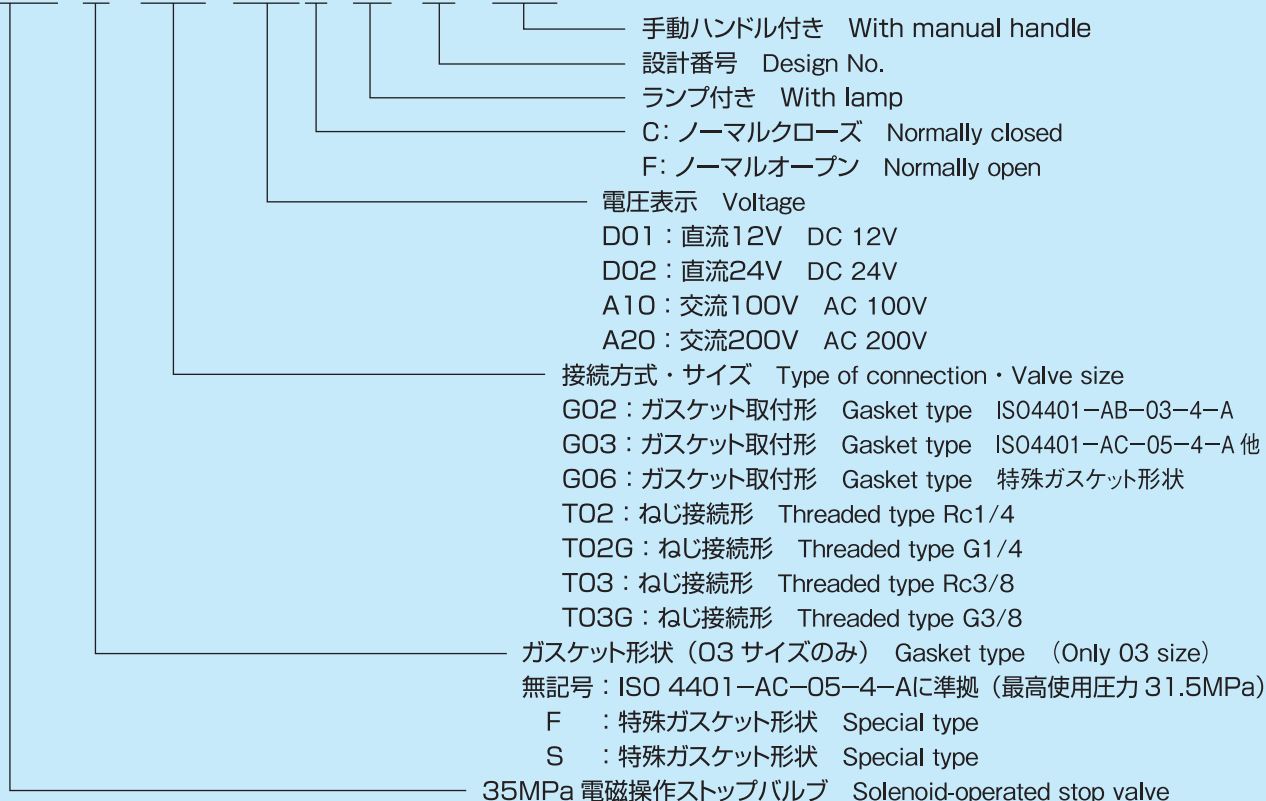 手動ハンドル付き With manual handle
設計番号 Design No.
ランプ付き With lamp
C：ノーマルクローズ Normally closed
F：ノーマルオープン Normally open
電圧表示 Voltage
D01：直流12V DC 12V
D02：直流24V DC 24V
A10：交流100V AC 100V
A20：交流200V AC 200V
接続方式・サイズ Type of connection・Valve size
G02：ガスケット取付形 Gasket type ISO4401−AB−03−4−A
G03：ガスケット取付形 Gasket type ISO4401−AC−05−4−A 他
G06：ガスケット取付形 Gasket type 特殊ガスケット形状
T02：ねじ接続形 Threaded type Rc1/4
T02G：ねじ接続形 Threaded type G1/4
T03：ねじ接続形 Threaded type Rc3/8
T03G：ねじ接続形 Threaded type G3/8
ガスケット形状（03 サイズのみ） Gasket type （Only 03 size）
無記号：ISO 4401−AC−05−4−Aに準拠（最高使用圧力 31.5MPa）
F ：特殊ガスケット形状 Special type
S ：特殊ガスケット形状 Special type
35MPa 電磁操作ストップバルブ Solenoid-operated stop valve